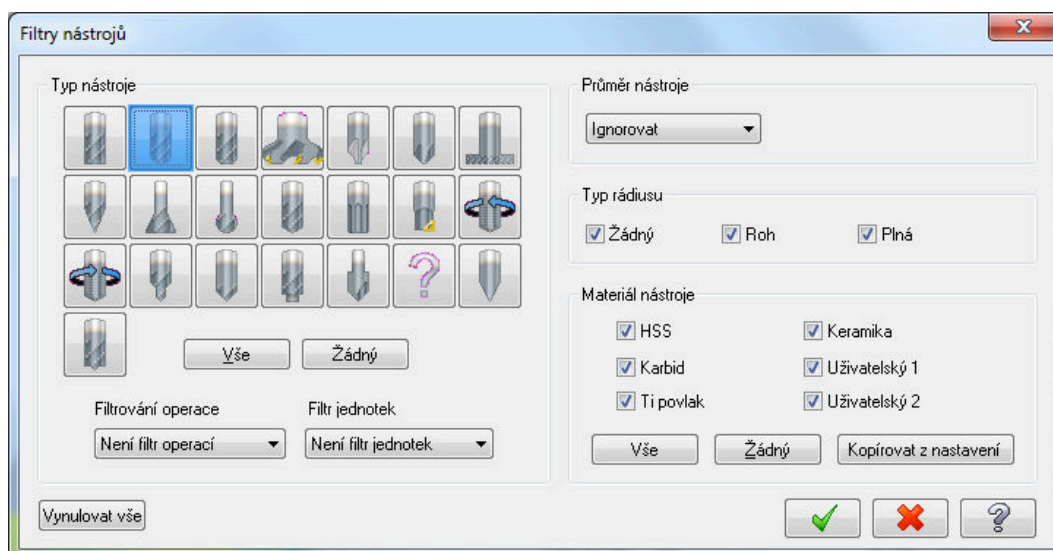 Filtry nástrojů
Typ nástroje
Vše
Žádný
Filtrování operace
Filtr jednotek
Není filtr operací
Není filtr jednotek
Průměr nástroje
Ignorovat
Typ rádiusu
Žádný
Roh
Plná
Materiál nástroje
HSS
Keramika
Karbid
Uživatelský 1
Ti povlak
Uživatelský 2
Vše
Žádný
Kopírovat z nastavení
Vynulovat vše